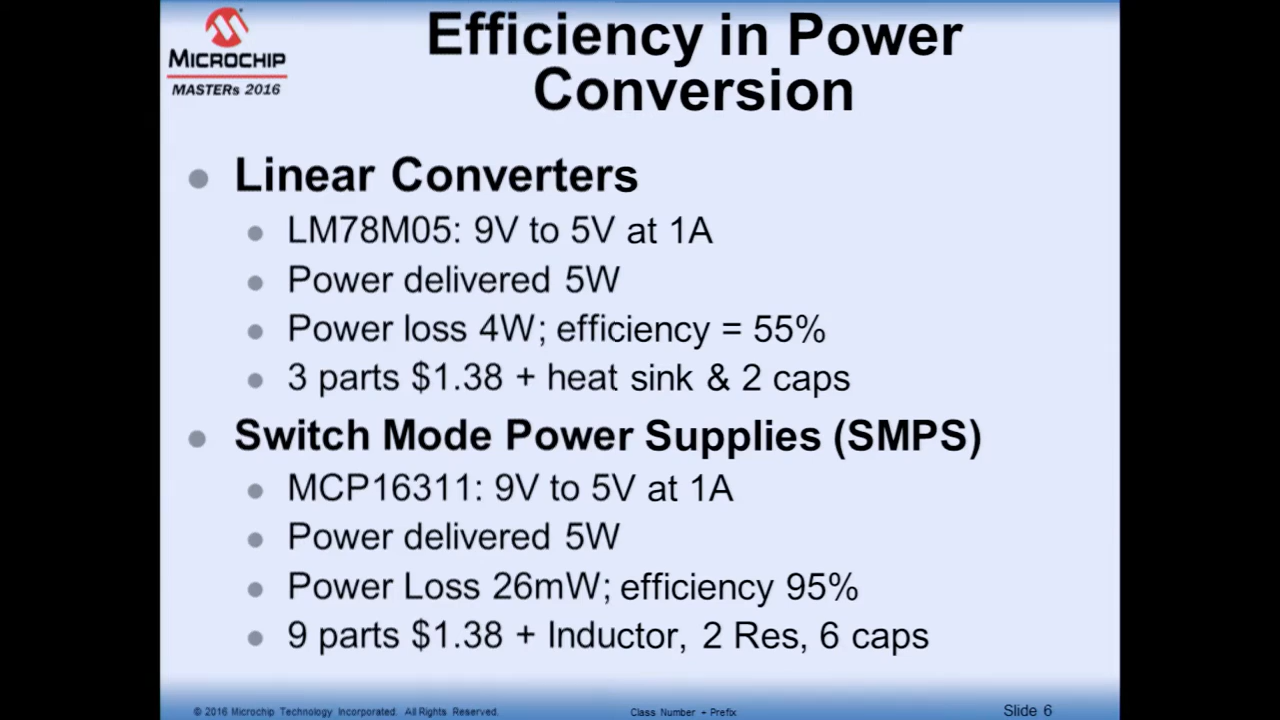 MICROCHIP
MASTERs 2016
Efficiency in Power
Conversion
Linear Converters
LM78M05: 9V to 5V at 1A
Power delivered 5W
Power loss 4W; efficiency = 55%
3 parts $1.38 + heat sink & 2 caps
Switch Mode Power Supplies (SMPS)
MCP16311: 9V to 5V at 1A
Power delivered 5W
Power Loss 26mW; efficiency 95%
9 parts $1.38 + Inductor, 2 Res, 6 caps
© 2016 Microchip Technology Incorporated. All Rights Reserved.
Class Number + Prefix
Slide 6